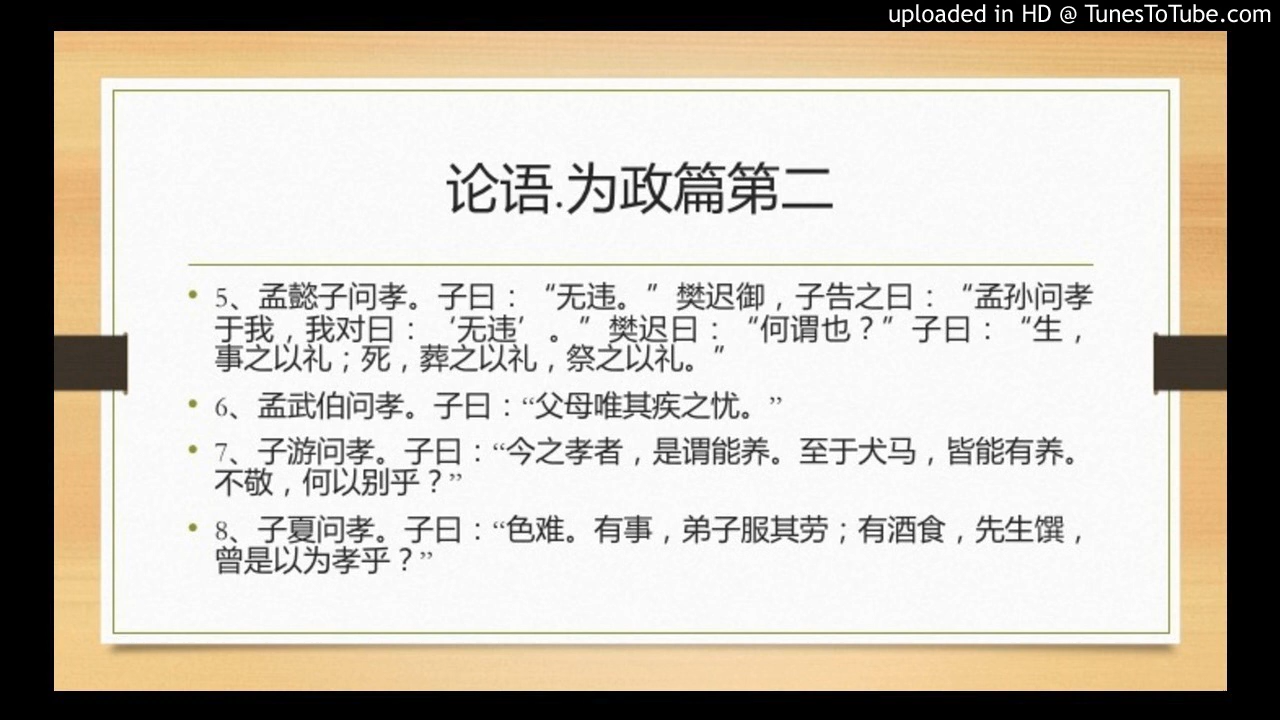 uploaded in HD @ TunesToTube.com
论语.为政篇第二
• 5、孟懿子问孝。子曰：“无违。”樊迟御，子告之曰：“孟孙问孝
于我，我对曰：‘无违’。”樊迟曰：“何谓也？”子曰：“生，
事之以礼；死，葬之以礼，祭之以礼。”
• 6、孟武伯问孝。子曰：“父母唯其疾之忧。”
• 7、子游问孝。子曰：“今之孝者，是谓能养。至于犬马，皆能有养。
不敬，何以别乎？”
• 8、子夏问孝。子曰：“色难。有事，弟子服其劳；有酒食，先生馔，
曾是以为孝乎？”